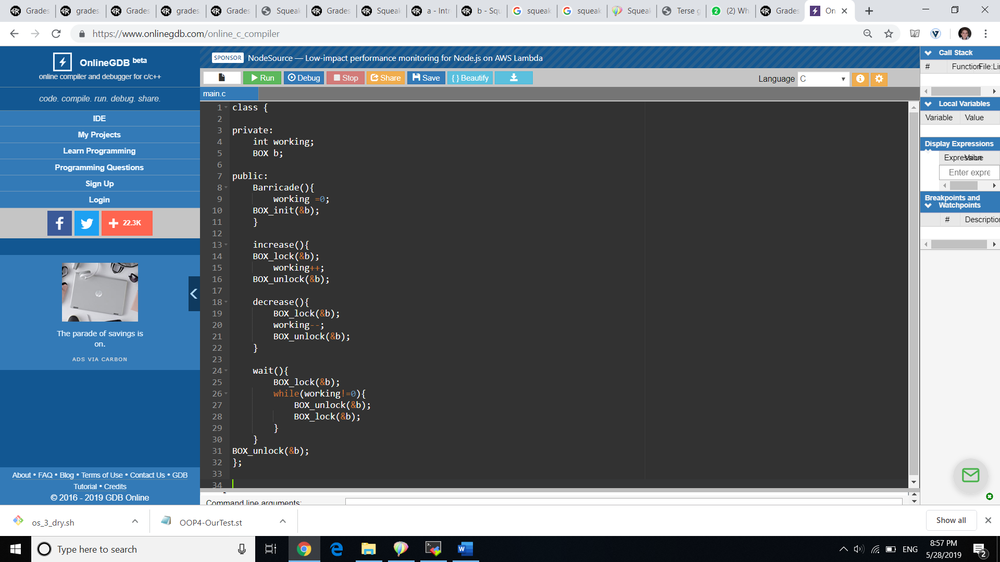 Grades
grades
Grades
grades
Grades
Squeak
Grades
Squeak
a - Intr
b - Squ
squeak
squeak
Squeak
Terse g
(2) Wh
Grades
On
https://www.onlinegdb.com/online_c_compiler
OnlineGDB beta
online compiler and debugger for c/c++
code. compile. run. debug. share.
IDE
My Projects
Learn Programming
Programming Questions
Sign Up
Login
22.3K
The parade of savings is
on.
ADS VIA CARBON
About • FAQ • Blog • Terms of Use • Contact Us • GDB
Tutorial • Credits
© 2016 - 2019 GDB Online
SPONSOR NodeSource — Low-impact performance monitoring for Node.js on AWS Lambda
Run Debug Stop Share Save { } Beautify
Language C
main.c
1 class {
2
3 private:
4     int working;
5     BOX b;
6
7 public:
8     Barricade(){
9         working =0;
10     BOX_init(&b);
11     }
12
13     increase(){
14     BOX_lock(&b);
15         working++;
16     BOX_unlock(&b);
17
18     decrease(){
19         BOX_lock(&b);
20         working--;
21         BOX_unlock(&b);
22     }
23
24     wait(){
25         BOX_lock(&b);
26         while(working!=0){
27             BOX_unlock(&b);
28             BOX_lock(&b);
29         }
30     }
31 BOX_unlock(&b);
32 };
33
34
Command line arguments:
Call Stack
# Function File:Li
Local Variables
Variable Value
Display Expressions
Expression Value
Enter expre
Breakpoints and
Watchpoints
# Description
os_3_dry.sh
OOP4-OurTest.st
Show all
Type here to search
ENG
8:57 PM
5/28/2019
2